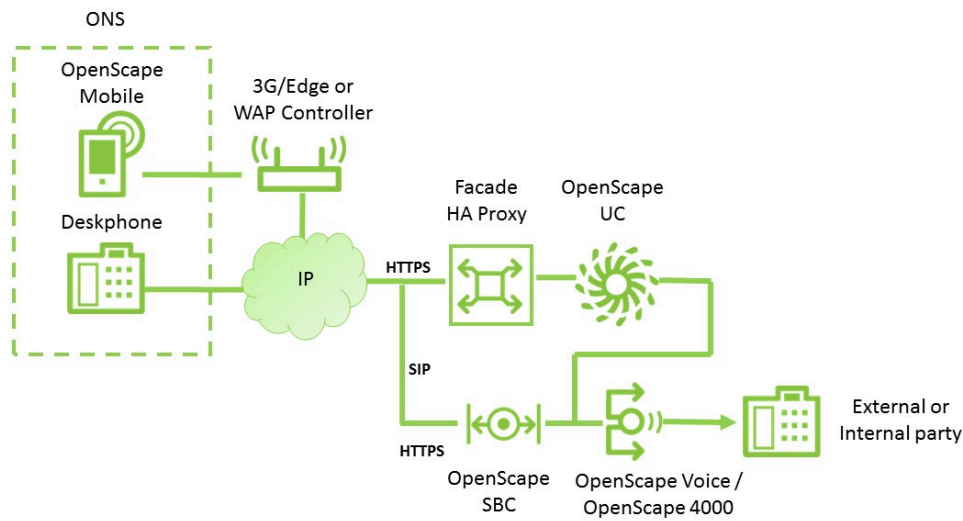 ONS
OpenScape
Mobile
3G/Edge or
WAP Controller
Deskphone
IP
HTTPS
Facade
HA Proxy
OpenScape
UC
SIP
HTTPS
OpenScape
SBC
OpenScape Voice /
OpenScape 4000
External or
Internal party